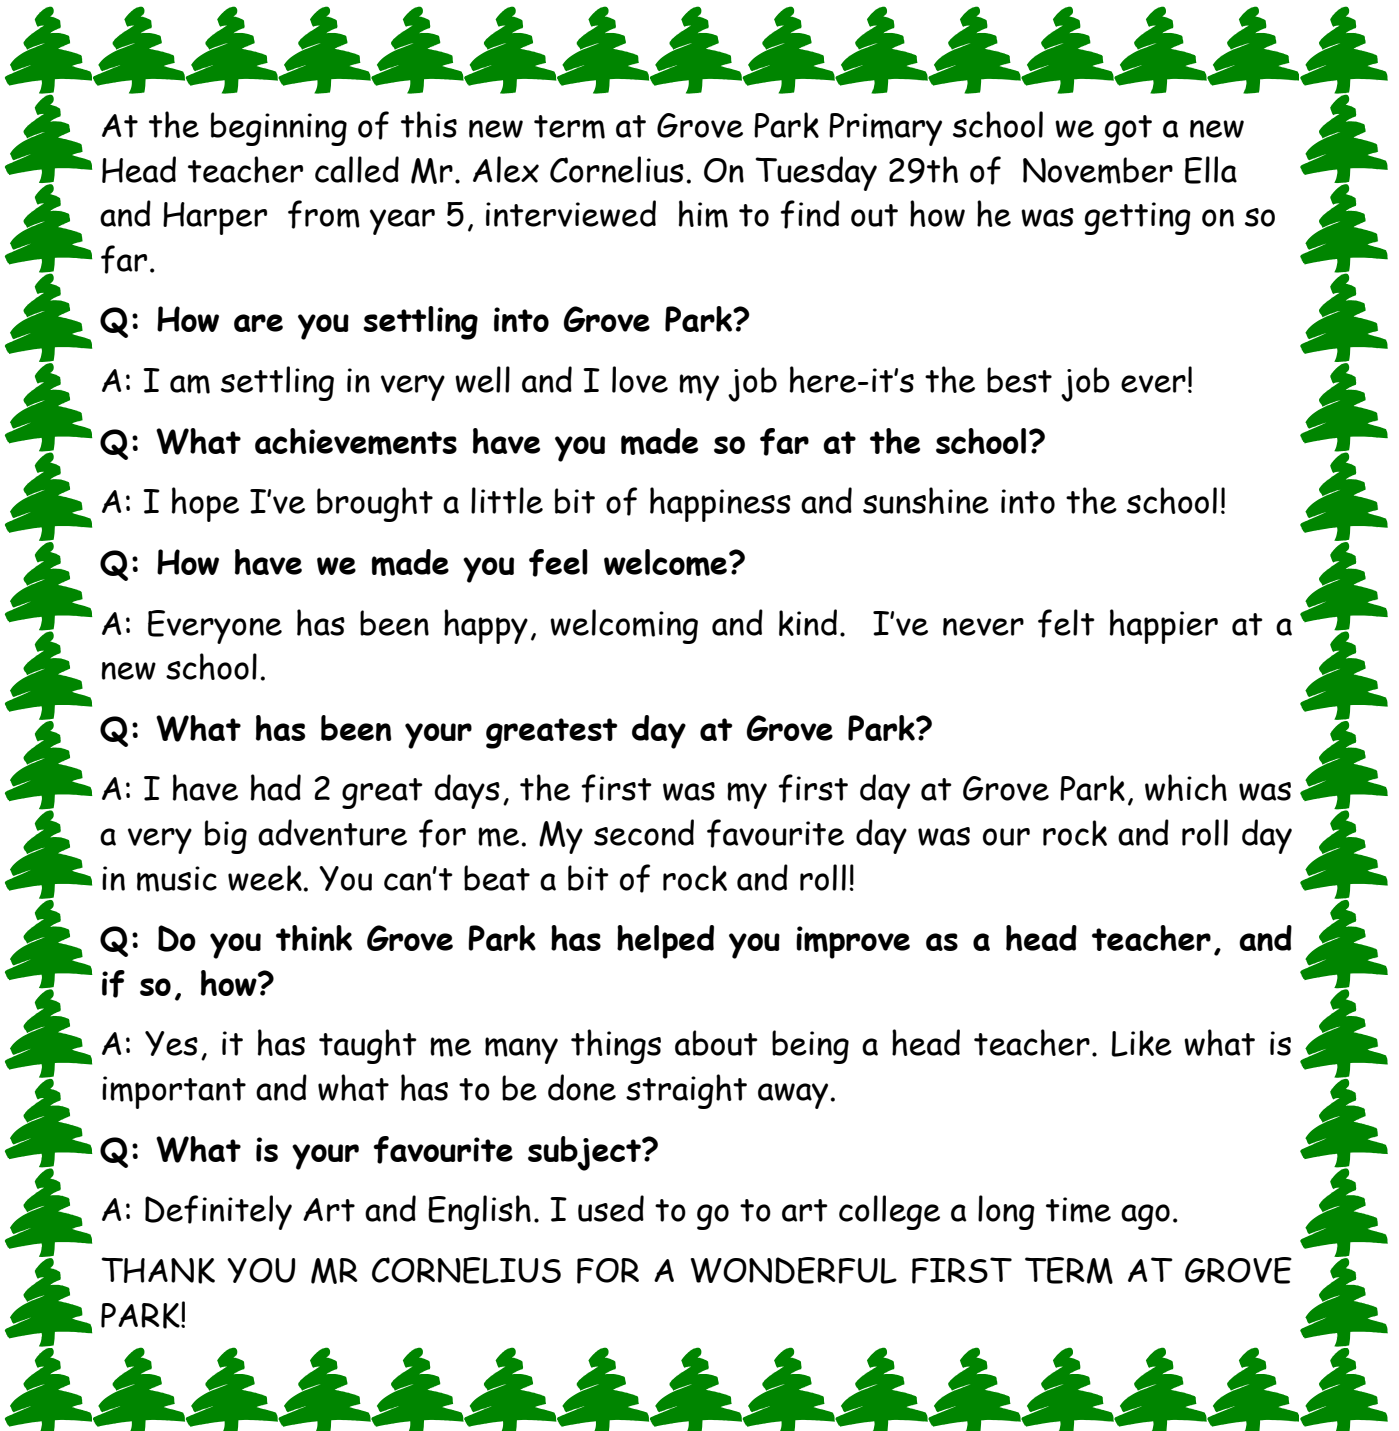 At the beginning of this new term at Grove Park Primary school we got a new
Head teacher called Mr. Alex Cornelius. On Tuesday 29th of  November Ella
and Harper  from year 5, interviewed  him to find out how he was getting on so
far.
Q: How are you settling into Grove Park?
A: I am settling in very well and I love my job here-it’s the best job ever!
Q: What achievements have you made so far at the school?
A: I hope I’ve brought a little bit of happiness and sunshine into the school!
Q: How have we made you feel welcome?
A: Everyone has been happy, welcoming and kind.  I’ve never felt happier at a
new school.
Q: What has been your greatest day at Grove Park?
A: I have had 2 great days, the first was my first day at Grove Park, which was
a very big adventure for me. My second favourite day was our rock and roll day
in music week. You can’t beat a bit of rock and roll!
Q: Do you think Grove Park has helped you improve as a head teacher, and
if so, how?
A: Yes, it has taught me many things about being a head teacher. Like what is
important and what has to be done straight away.
Q: What is your favourite subject?
A: Definitely Art and English. I used to go to art college a long time ago.
THANK YOU MR CORNELIUS FOR A WONDERFUL FIRST TERM AT GROVE
PARK!